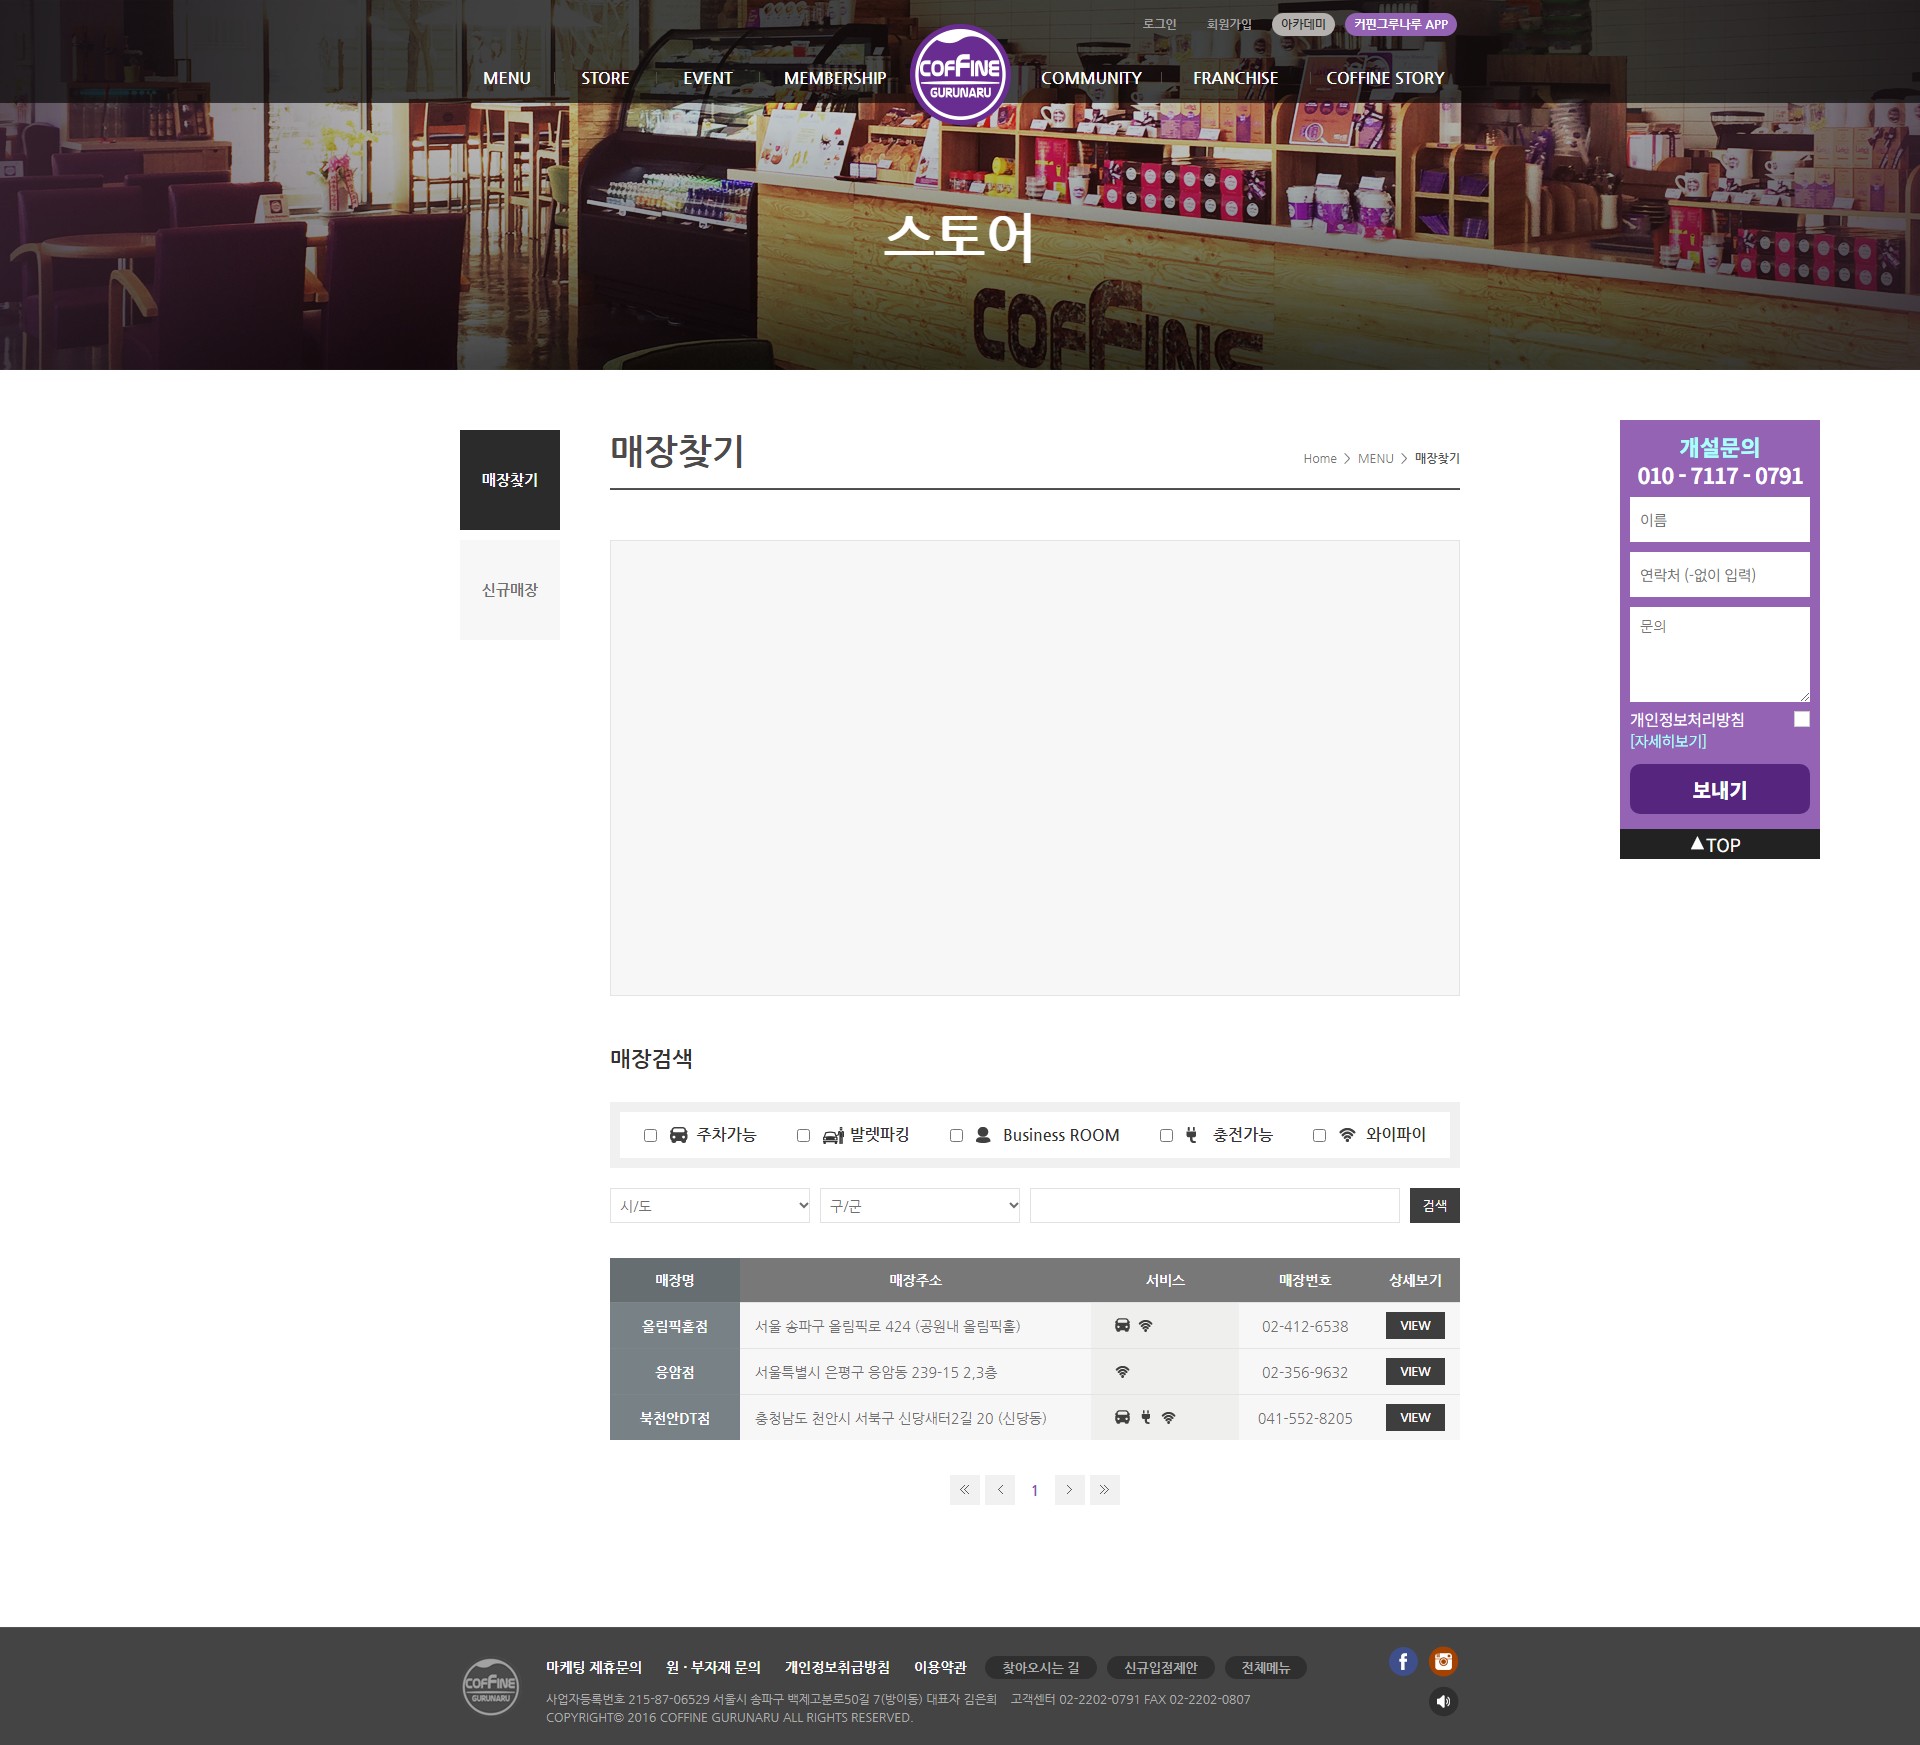 로그인 회원가입 아카데미 커핀그루나루 APP
MENU STORE EVENT MEMBERSHIP COFFINE GURUNARU COMMUNITY FRANCHISE COFFINE STORY
스토어
COFFINE
매장찾기
신규매장
매장찾기
Home > MENU > 매장찾기
개설문의
010 - 7117 - 0791
이름
연락처 (-없이 입력)
문의
개인정보처리방침
[자세히보기]
보내기
▲TOP
매장검색
주차가능 발렛파킹 Business ROOM 충전가능 와이파이
시/도 구/군 검색
매장명 매장주소 서비스 매장번호 상세보기
올림픽홀점 서울 송파구 올림픽로 424 (공원내 올림픽홀) 02-412-6538 VIEW
응암점 서울특별시 은평구 응암동 239-15 2,3층 02-356-9632 VIEW
북천안DT점 충청남도 천안시 서북구 신당새터2길 20 (신당동) 041-552-8205 VIEW
1
COFFINE GURUNARU
마케팅 제휴문의 원 · 부자재 문의 개인정보취급방침 이용약관 찾아오시는 길 신규입점제안 전체메뉴
사업자등록번호 215-87-06529 서울시 송파구 백제고분로50길 7(방이동) 대표자 김은희 고객센터 02-2202-0791 FAX 02-2202-0807
COPYRIGHT© 2016 COFFINE GURUNARU ALL RIGHTS RESERVED.